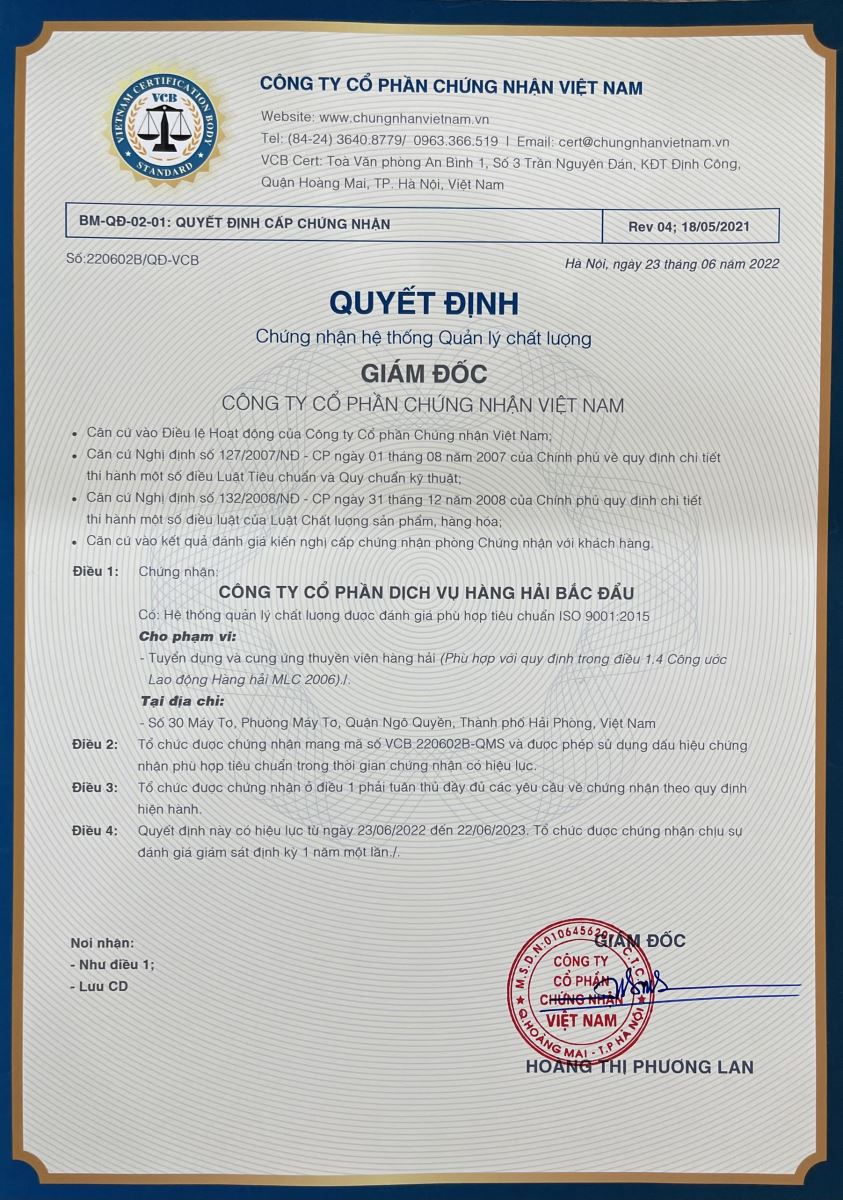 VIETNAM CERTIFICATION BODY
VCB
STANDARD
CÔNG TY CỔ PHẦN CHỨNG NHẬN VIỆT NAM
Website: www.chungnhanvietnam.vn
Tel: (84-24) 3640.8779/ 0963.366.519 | Email: cert@chungnhanvietnam.vn
VCB Cert: Toà Văn phòng An Bình 1, Số 3 Trần Nguyên Đán, KĐT Định Công,
Quận Hoàng Mai, TP. Hà Nội, Việt Nam
BM-QĐ-02-01: QUYẾT ĐỊNH CẤP CHỨNG NHẬN
Rev 04; 18/05/2021
Số:220602B/QĐ-VCB
Hà Nội, ngày 23 tháng 06 năm 2022
QUYẾT ĐỊNH
Chứng nhận hệ thống Quản lý chất lượng
GIÁM ĐỐC
CÔNG TY CỔ PHẦN CHỨNG NHẬN VIỆT NAM
• Căn cứ vào Điều lệ Hoạt động của Công ty Cổ phần Chứng nhận Việt Nam;
• Căn cứ Nghị định số 127/2007/NĐ - CP ngày 01 tháng 08 năm 2007 của Chính phủ về quy định chi tiết
thi hành một số điều Luật Tiêu chuẩn và Quy chuẩn kỹ thuật;
• Căn cứ Nghị định số 132/2008/NĐ - CP ngày 31 tháng 12 năm 2008 của Chính phủ quy định chi tiết
thi hành một số điều luật của Luật Chất lượng sản phẩm, hàng hóa;
• Căn cứ vào kết quả đánh giá kiến nghị cấp chứng nhận phòng Chứng nhận với khách hàng.
Điều 1: Chứng nhận:
CÔNG TY CỔ PHẦN DỊCH VỤ HÀNG HẢI BẮC ĐẨU
Có: Hệ thống quản lý chất lượng được đánh giá phù hợp tiêu chuẩn ISO 9001:2015
Cho phạm vi:
- Tuyển dụng và cung ứng thuyền viên hàng hải (Phù hợp với quy định trong điều 1.4 Công ước
Lao động Hàng hải MLC 2006)./.
Tại địa chỉ:
- Số 30 Máy Tơ, Phường Máy Tơ, Quận Ngô Quyền, Thành phố Hải Phòng, Việt Nam
Điều 2: Tổ chức được chứng nhận mang mã số VCB 220602B-QMS và được phép sử dụng dấu hiệu chứng
nhận phù hợp tiêu chuẩn trong thời gian chứng nhận có hiệu lực.
Điều 3: Tổ chức được chứng nhận ở điều 1 phải tuân thủ đầy đủ các yêu cầu về chứng nhận theo quy định
hiện hành.
Điều 4: Quyết định này có hiệu lực từ ngày 23/06/2022 đến 22/06/2023. Tổ chức được chứng nhận chịu sự
đánh giá giám sát định kỳ 1 năm một lần./.
Nơi nhận:
- Như điều 1;
- Lưu CD
GIÁM ĐỐC
CÔNG TY
CỔ PHẦN
CHỨNG NHẬN
VIỆT NAM
Q.HOÀNG MAI - T.P HÀ NỘI
HOÀNG THỊ PHƯƠNG LAN